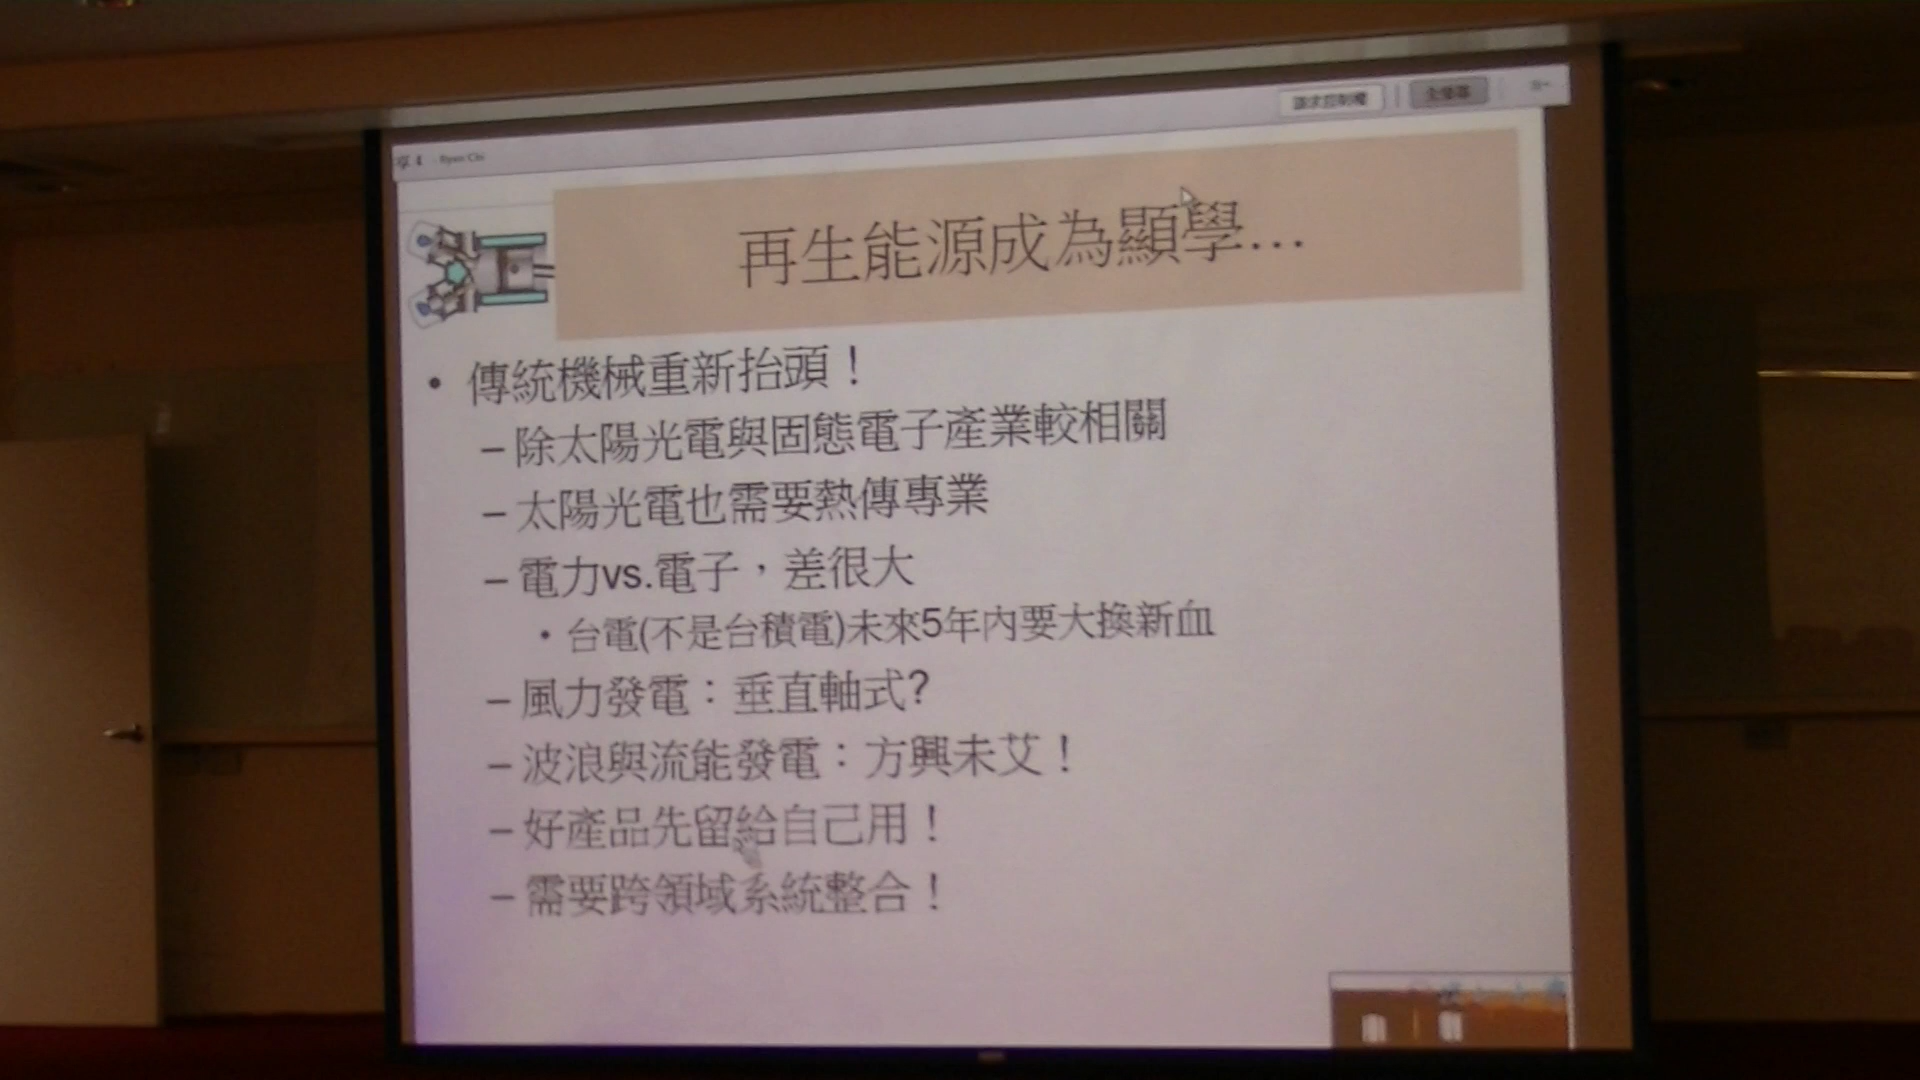 Ryan Chi
再生能源成為顯學...
• 傳統機械重新抬頭！
– 除太陽光電與固態電子產業較相關
– 太陽光電也需要熱傳專業
– 電力vs.電子，差很大
• 台電(不是台積電)未來5年內要大換新血
– 風力發電：垂直軸式?
– 波浪與流能發電：方興未艾！
– 好產品先留給自己用！
– 需要跨領域系統整合！